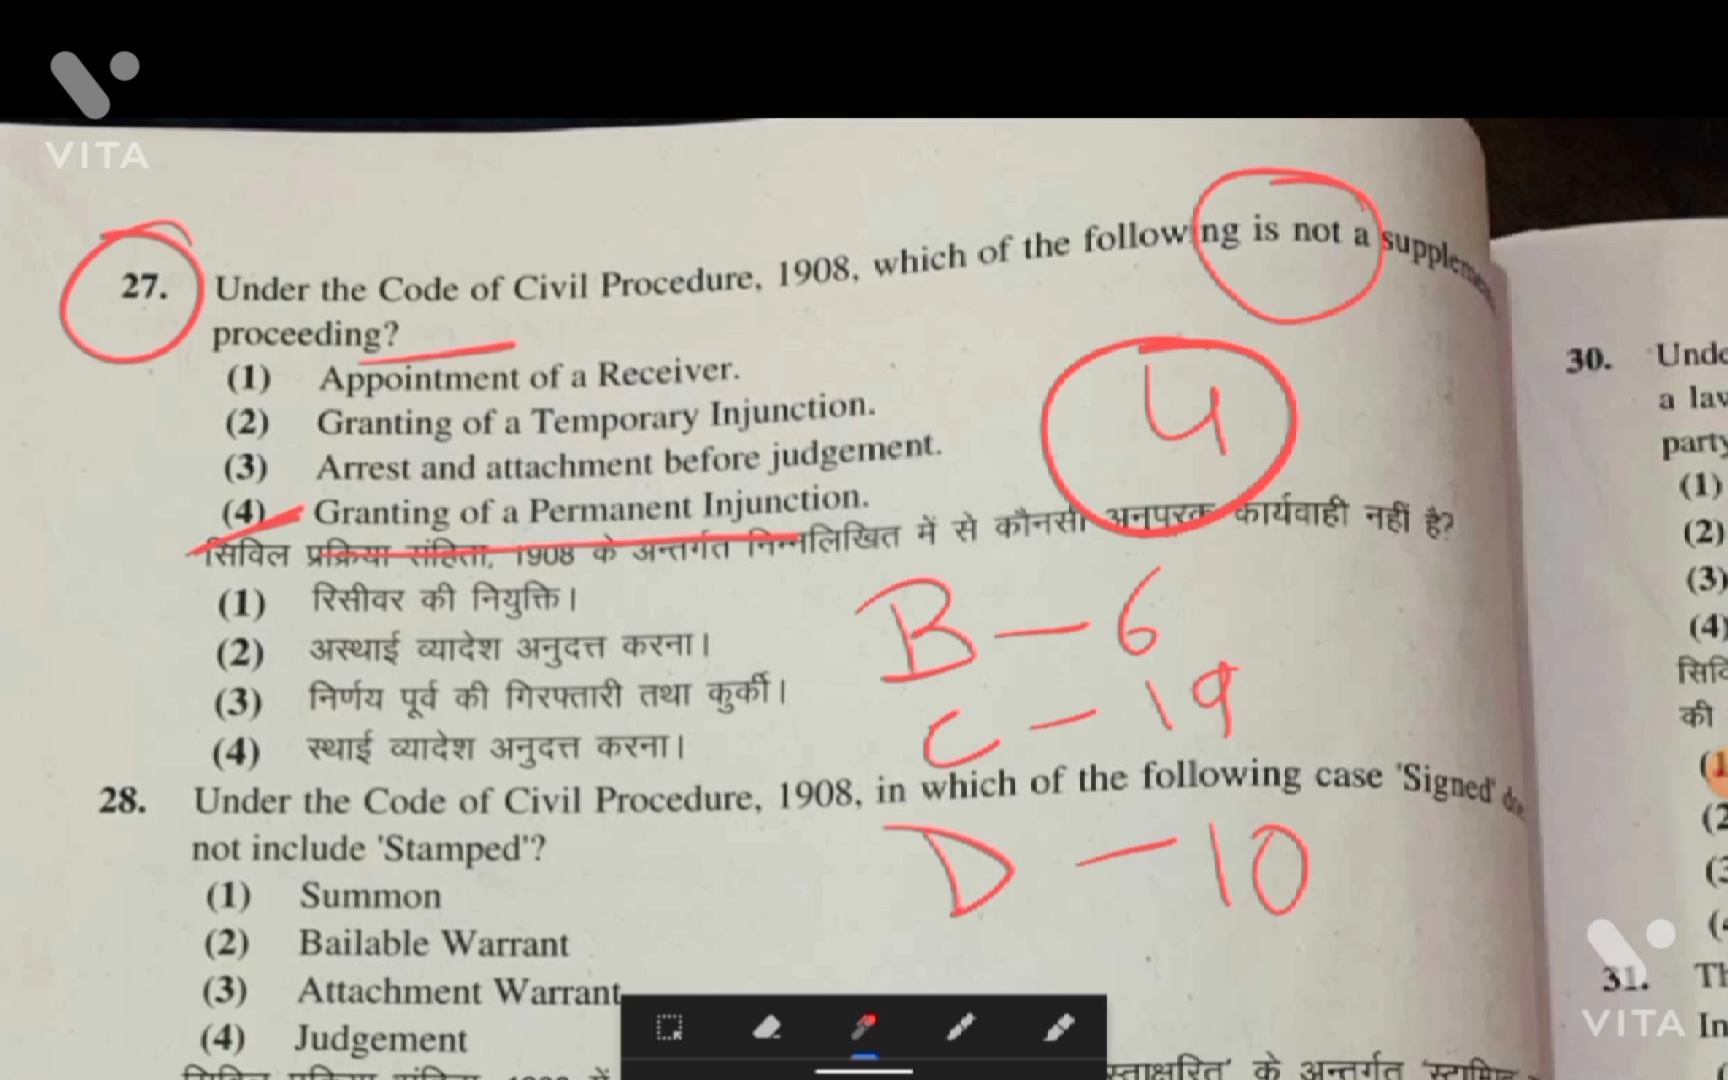 VITA
27. Under the Code of Civil Procedure, 1908, which of the following is not a
proceeding?
(1) Appointment of a Receiver.
(2) Granting of a Temporary Injunction.
(3) Arrest and attachment before judgement.
(4) Granting of a Permanent Injunction.
4
सिविल प्रक्रिया संहिता, 1908 के अन्तर्गत निम्नलिखित में से कौनसी अनुपूरक कार्यवाही नहीं है?
(1) रिसीवर की नियुक्ति।
(2) अस्थाई व्यादेश अनुदत्त करना।
(3) निर्णय पूर्व की गिरफ्तारी तथा कुर्की।
(4) स्थाई व्यादेश अनुदत्त करना।
B - 6
C - 19
D - 10
28. Under the Code of Civil Procedure, 1908, in which of the following case 'Signed'
not include 'Stamped'?
(1) Summon
(2) Bailable Warrant
(3) Attachment Warrant
(4) Judgement
के अन्तर्गत
30.
a
party
(1)
(2)
(3)
(4)
की
31.
In
VITA